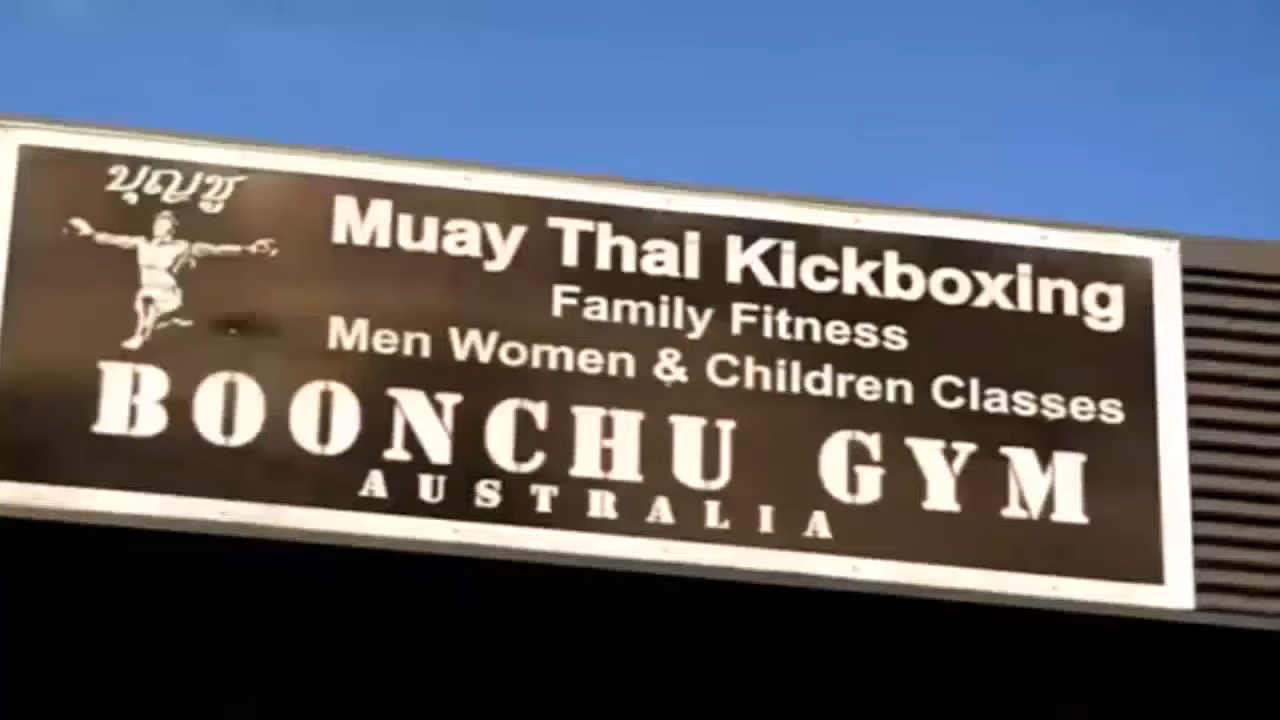 บุญชู
Muay Thai Kickboxing
Family Fitness
Men Women & Children Classes
BOONCHU GYM
AUSTRALIA